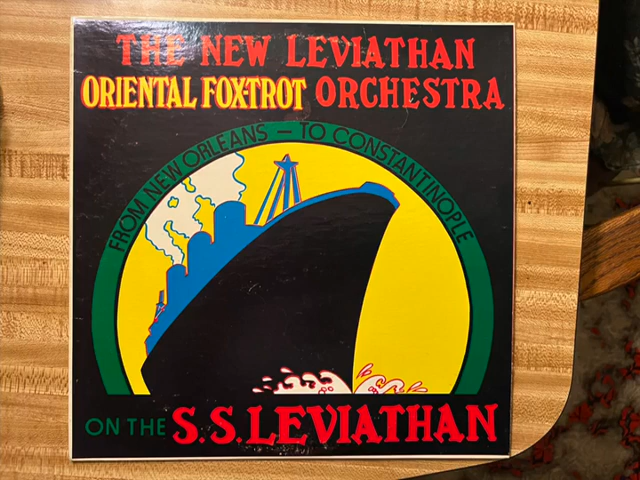 THE NEW LEVIATHAN
ORIENTAL FOX-TROT ORCHESTRA
FROM NEW ORLEANS — TO CONSTANTINOPLE
ON THE S.S. LEVIATHAN